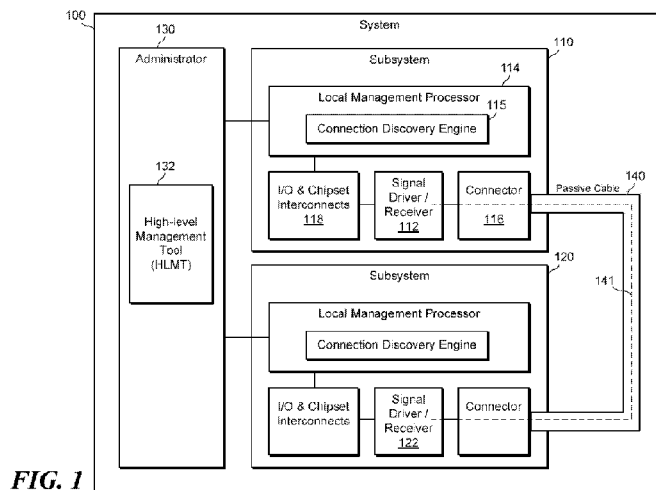 100
System
130
Administrator
132
High-level
Management
Tool
(HLMT)
110
Subsystem
114
Local Management Processor
115
Connection Discovery Engine
I/O & Chipset
Interconnects
118
Signal
Driver /
Receiver
112
Connector
116
Passive Cable
140
141
120
Subsystem
Local Management Processor
Connection Discovery Engine
I/O & Chipset
Interconnects
Signal
Driver /
Receiver
122
Connector
FIG. 1